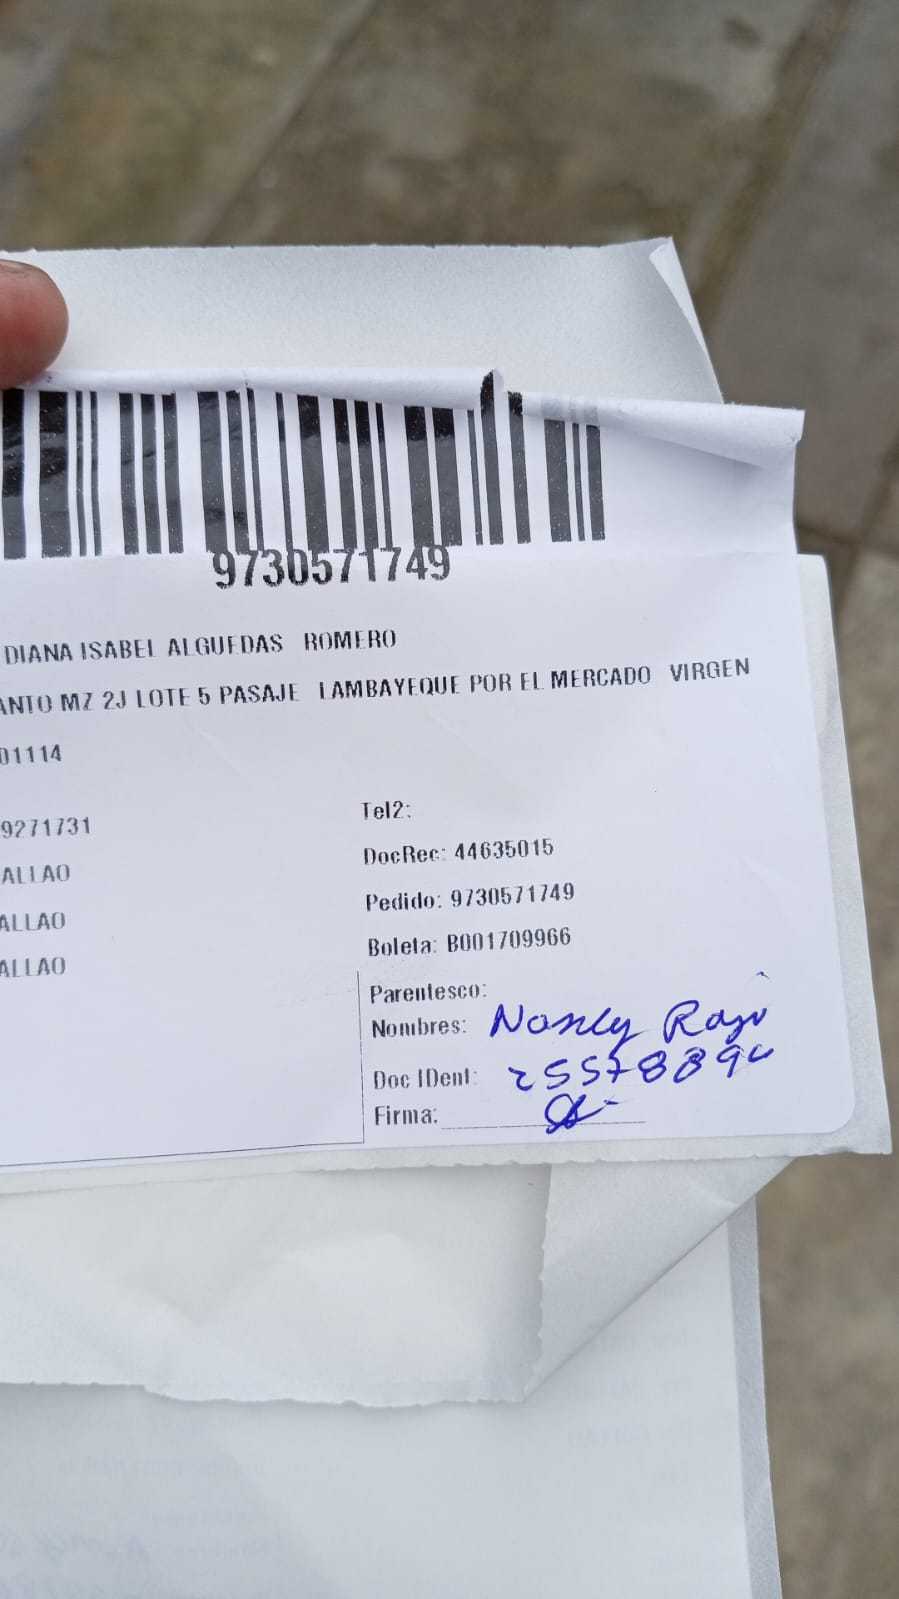 9730571749
DIANA ISABEL ALGUEDAS ROMERO
ANTO MZ 2J LOTE 5 PASAJE LAMBAYEQUE POR EL MERCADO VIRGEN
01114
9271731
ALLAO
ALLAO
ALLAO
Tel2:
DocRec: 44635015
Pedido: 9730571749
Boleta: B001709966
Parentesco:
Nombres: Nancy
Doc IDent:
Firma: